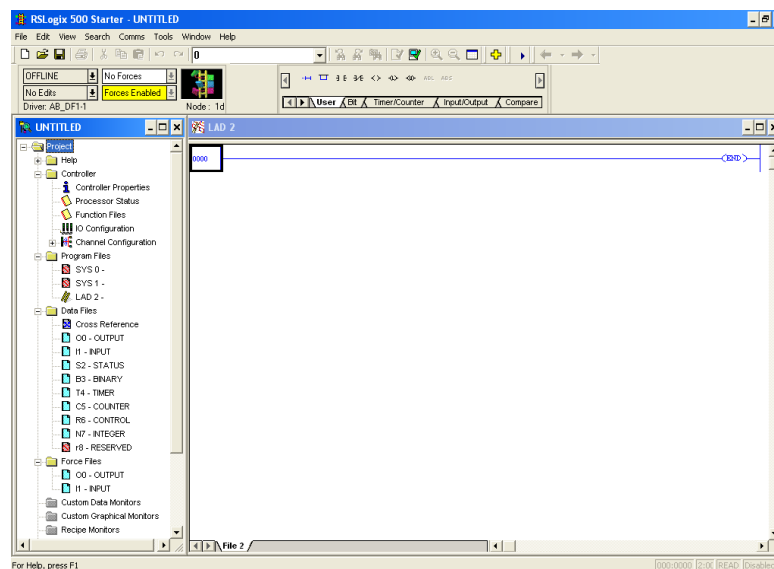 RSLogix 500 Starter - UNTITLED
File Edit View Search Comms Tools Window Help
0
OFFLINE No Forces
No Edits Forces Enabled
Driver: AB_DF1-1 Node : 1d
ABL ABS
User Bit Timer/Counter Input/Output Compare
UNTITLED
LAD 2
Project
Help
Controller
Controller Properties
Processor Status
Function Files
IO Configuration
Channel Configuration
Program Files
SYS 0 -
SYS 1 -
LAD 2 -
Data Files
Cross Reference
O0 - OUTPUT
I1 - INPUT
S2 - STATUS
B3 - BINARY
T4 - TIMER
C5 - COUNTER
R6 - CONTROL
N7 - INTEGER
r8 - RESERVED
Force Files
O0 - OUTPUT
I1 - INPUT
Custom Data Monitors
Custom Graphical Monitors
Recipe Monitors
0000
END
File 2
For Help, press F1
000:0000 READ Disabled